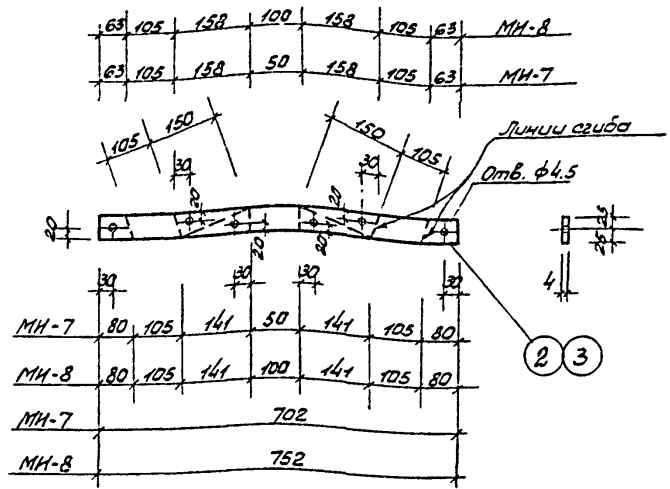 63 105 158 100 158 105 63 МИ-8
63 105 158 50 158 105 63 МИ-7
105 150 150 105 Линии сгиба
30 30 Отв. ϕ4.5
20 20 20 25
20 20 25
30 30 30 30 4
МИ-7 80 105 141 50 141 105 80 2 3
МИ-8 80 105 141 100 141 105 80
МИ-7 702
МИ-8 752